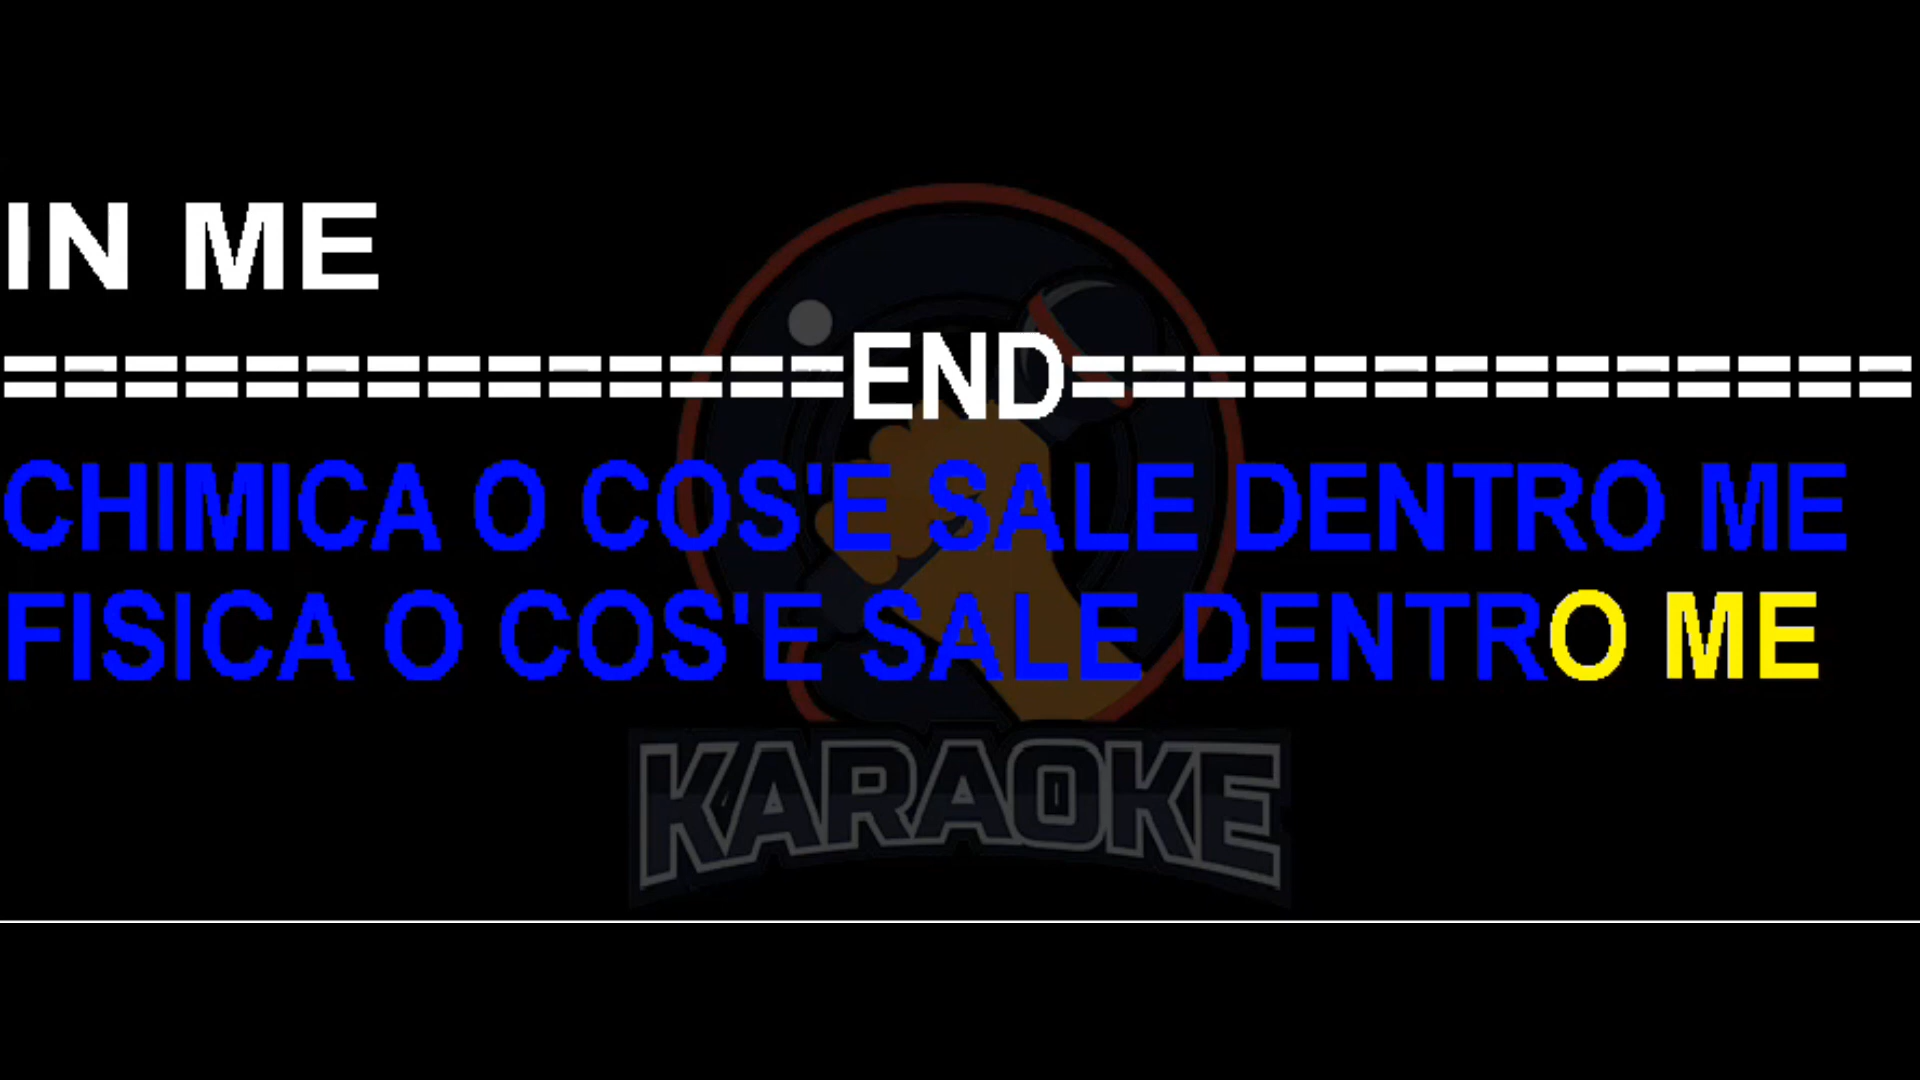 IN ME
==============END==============
CHIMICA O COS'E SALE DENTRO ME
FISICA O COS'E SALE DENTRO ME
KARAOKE